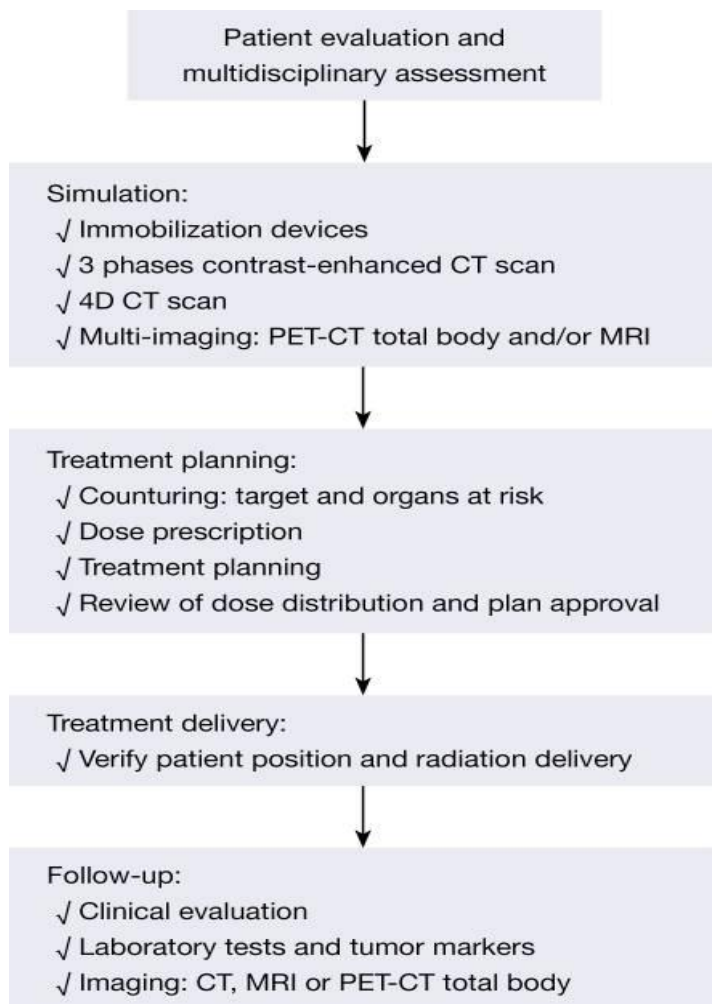 Patient evaluation and
multidisciplinary assessment
Simulation:
√ Immobilization devices
√ 3 phases contrast-enhanced CT scan
√ 4D CT scan
√ Multi-imaging: PET-CT total body and/or MRI
Treatment planning:
√ Counturing: target and organs at risk
√ Dose prescription
√ Treatment planning
√ Review of dose distribution and plan approval
Treatment delivery:
√ Verify patient position and radiation delivery
Follow-up:
√ Clinical evaluation
√ Laboratory tests and tumor markers
√ Imaging: CT, MRI or PET-CT total body